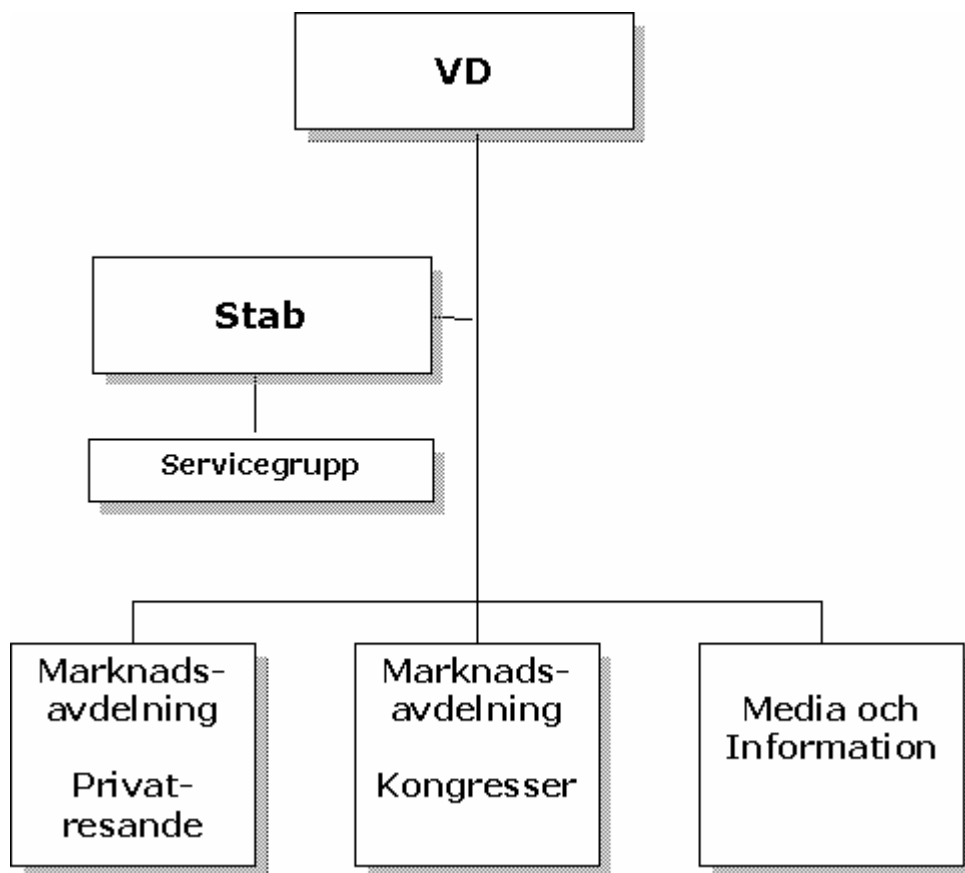 VD
Stab
Servicegrupp
Marknads-
avdelning
Privat-
resande
Marknads-
avdelning
Kongresser
Media och
Information